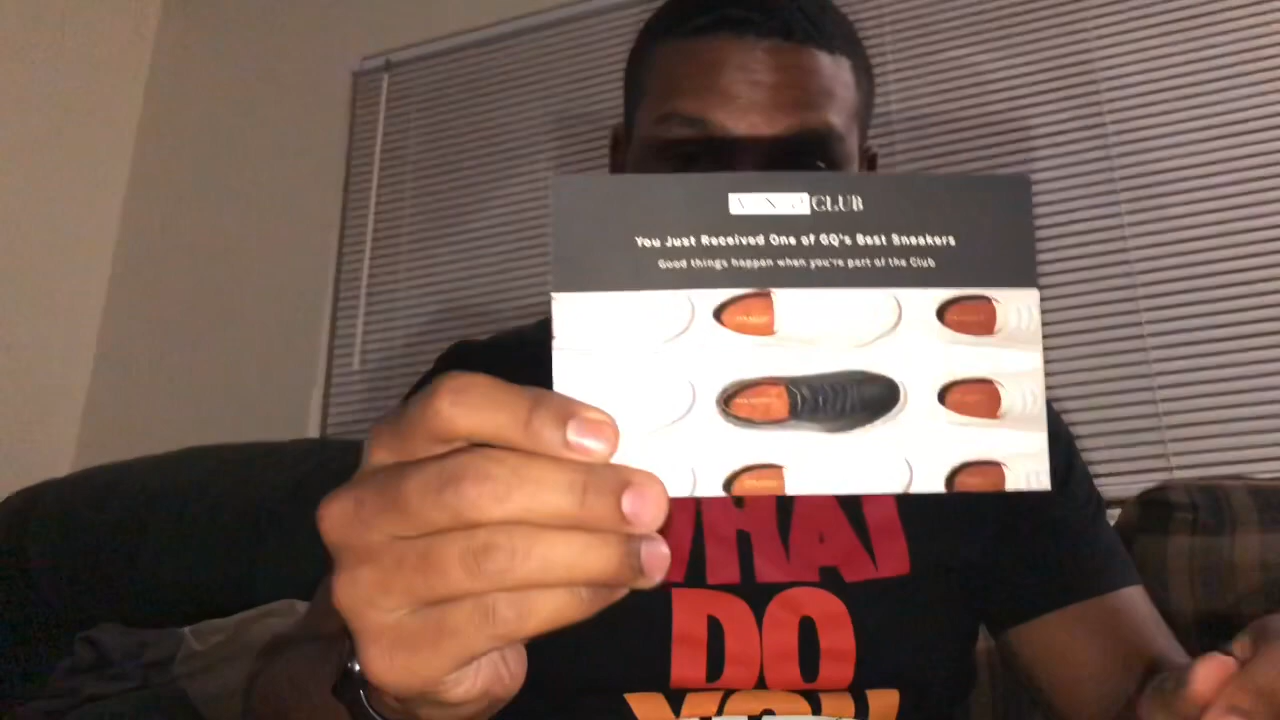 CLUB
You Just Received One of GQ's Best Sneakers
Good things happen when you're part of the Club
WHAT
DO
YOU